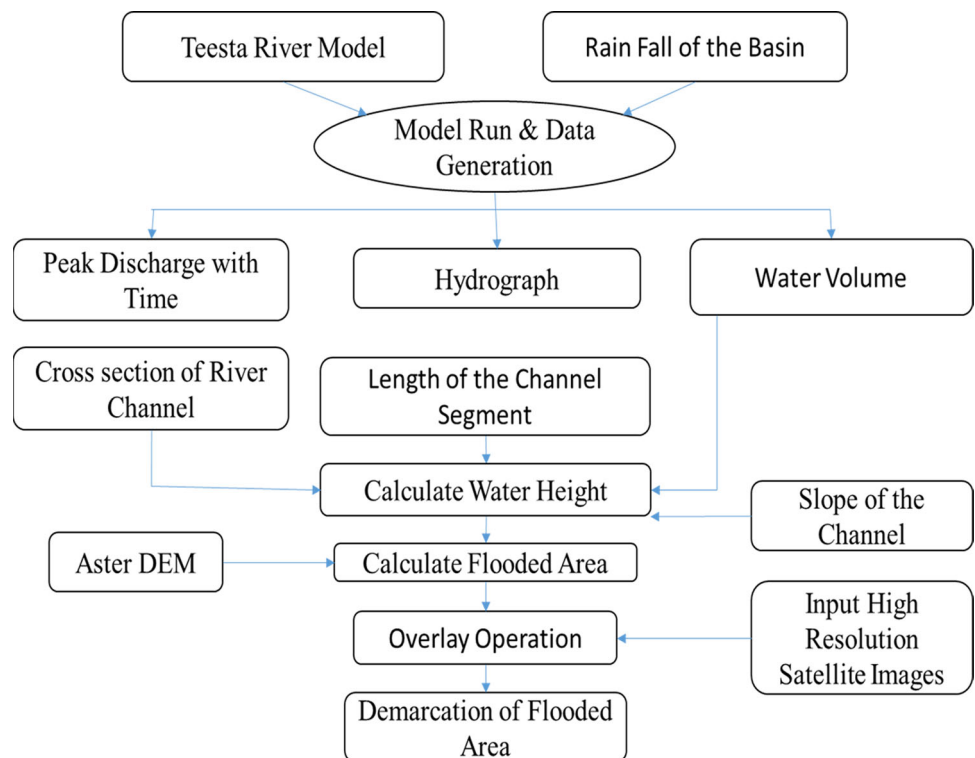 Teesta River Model
Rain Fall of the Basin
Model Run & Data
Generation
Peak Discharge with
Time
Hydrograph
Water Volume
Cross section of River
Channel
Length of the Channel
Segment
Calculate Water Height
Slope of the
Channel
Aster DEM
Calculate Flooded Area
Input High
Resolution
Satellite Images
Overlay Operation
Demarcation of Flooded
Area